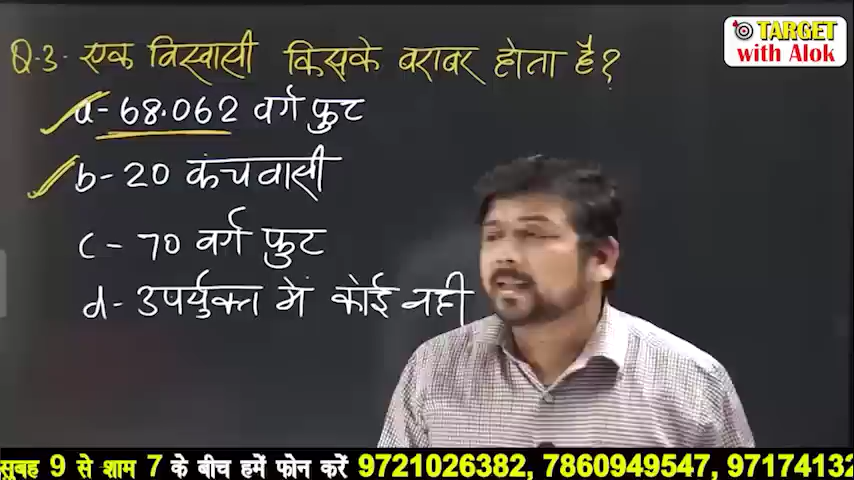 Q-3- एक विस्वासी किसके बराबर होता है?
a- 68.062 वर्ग फुट
b- 20 कचवासी
c- 70 वर्ग फुट
d- उपर्युक्त में कोई नही
TARGET
with Alok
सुबह 9 से शाम 7 के बीच हमें फोन करें 9721026382, 7860949547, 97174132